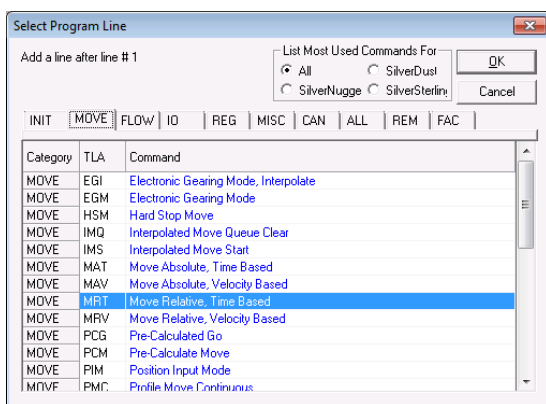 Select Program Line
Add a line after line # 1
List Most Used Commands For
All
SilverDust
SilverNugge
SilverSterling
OK
Cancel
INIT MOVE FLOW IO REG MISC CAN ALL REM FAC
Category TLA Command
MOVE EGI Electronic Gearing Mode, Interpolate
MOVE EGM Electronic Gearing Mode
MOVE HSM Hard Stop Move
MOVE IMQ Interpolated Move Queue Clear
MOVE IMS Interpolated Move Start
MOVE MAT Move Absolute, Time Based
MOVE MAV Move Absolute, Velocity Based
MOVE MRT Move Relative, Time Based
MOVE MRV Move Relative, Velocity Based
MOVE PCG Pre-Calculated Go
MOVE PCM Pre-Calculate Move
MOVE PIM Position Input Mode
MOVE PMC Profile Move Continuous